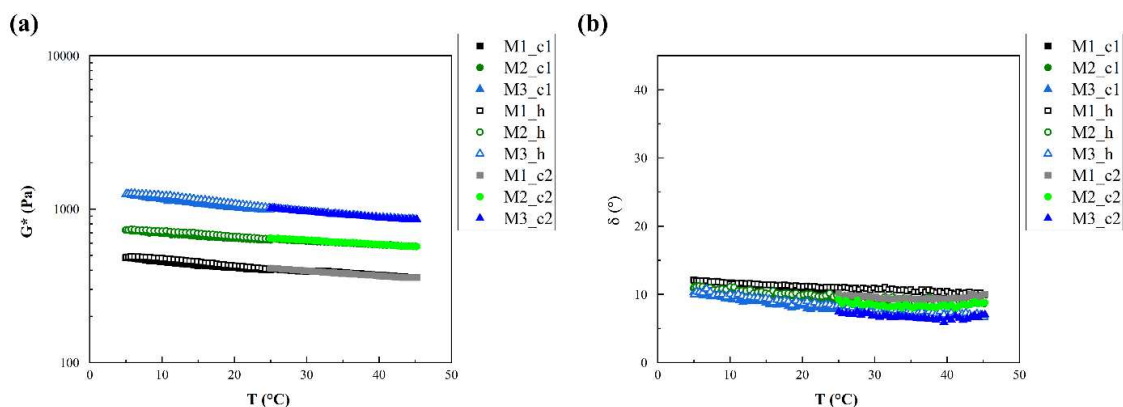 (a)
10000
1000
100
G* (Pa)
0
10
20
30
40
50
T (°C)
M1_c1
M2_c1
M3_c1
M1_h
M2_h
M3_h
M1_c2
M2_c2
M3_c2
(b)
40
30
20
10
0
δ (°)
0
10
20
30
40
50
T (°C)
M1_c1
M2_c1
M3_c1
M1_h
M2_h
M3_h
M1_c2
M2_c2
M3_c2